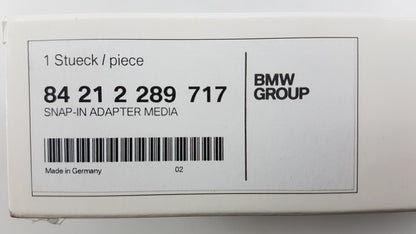 1 Stueck / piece
84 21 2 289 717
SNAP-IN ADAPTER MEDIA
Made in Germany 02
BMW
GROUP